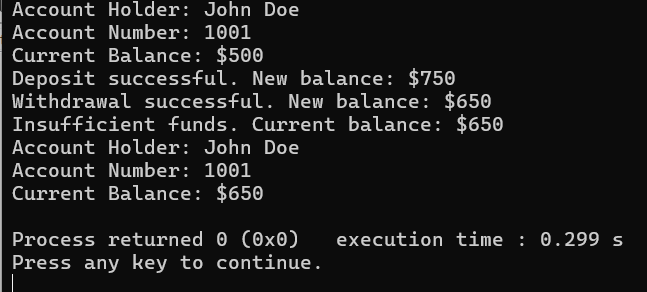 Account Holder: John Doe
Account Number: 1001
Current Balance: $500
Deposit successful. New balance: $750
Withdrawal successful. New balance: $650
Insufficient funds. Current balance: $650
Account Holder: John Doe
Account Number: 1001
Current Balance: $650

Process returned 0 (0x0)   execution time : 0.299 s
Press any key to continue.